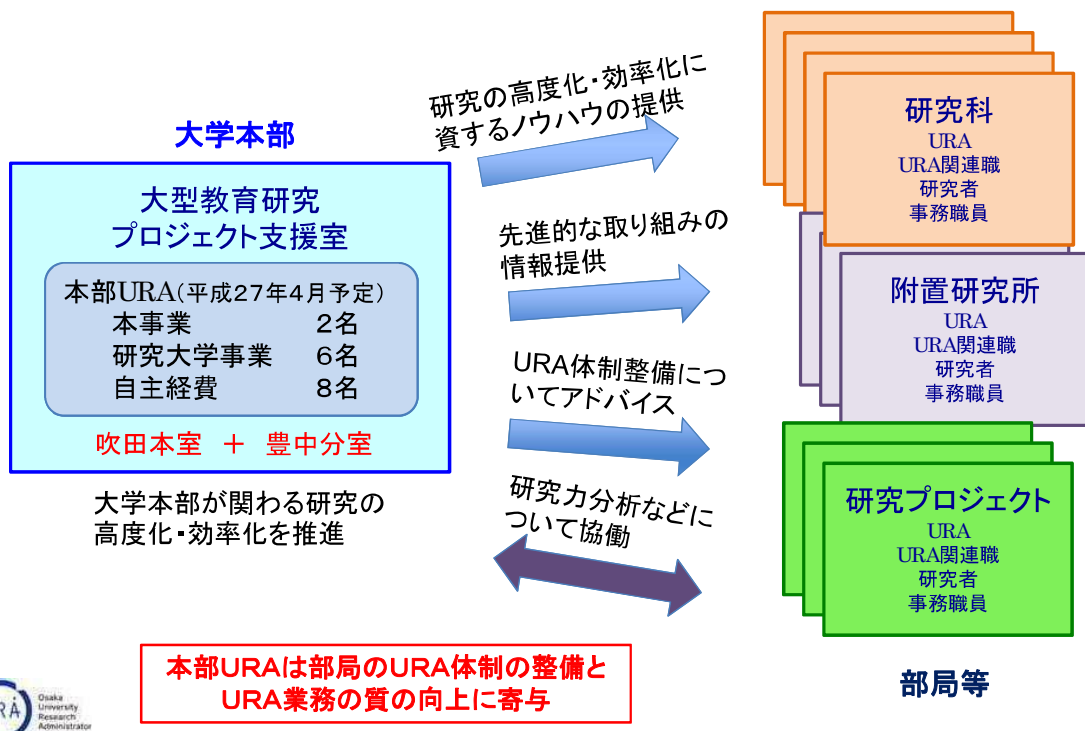 大学本部
大型教育研究
プロジェクト支援室
本部URA(平成27年4月予定)
本事業 2名
研究大学事業 6名
自主経費 8名
吹田本室 + 豊中分室
大学本部が関わる研究の
高度化・効率化を推進
研究の高度化・効率化に
資するノウハウの提供
先進的な取り組みの
情報提供
URA体制整備につ
いてアドバイス
研究力分析などに
ついて協働
研究科
URA
URA関連職
研究者
事務職員
附置研究所
URA
URA関連職
研究者
事務職員
研究プロジェクト
URA
URA関連職
研究者
事務職員
部局等
本部URAは部局のURA体制の整備と
URA業務の質の向上に寄与
RA
Osaka
University
Research
Administrator